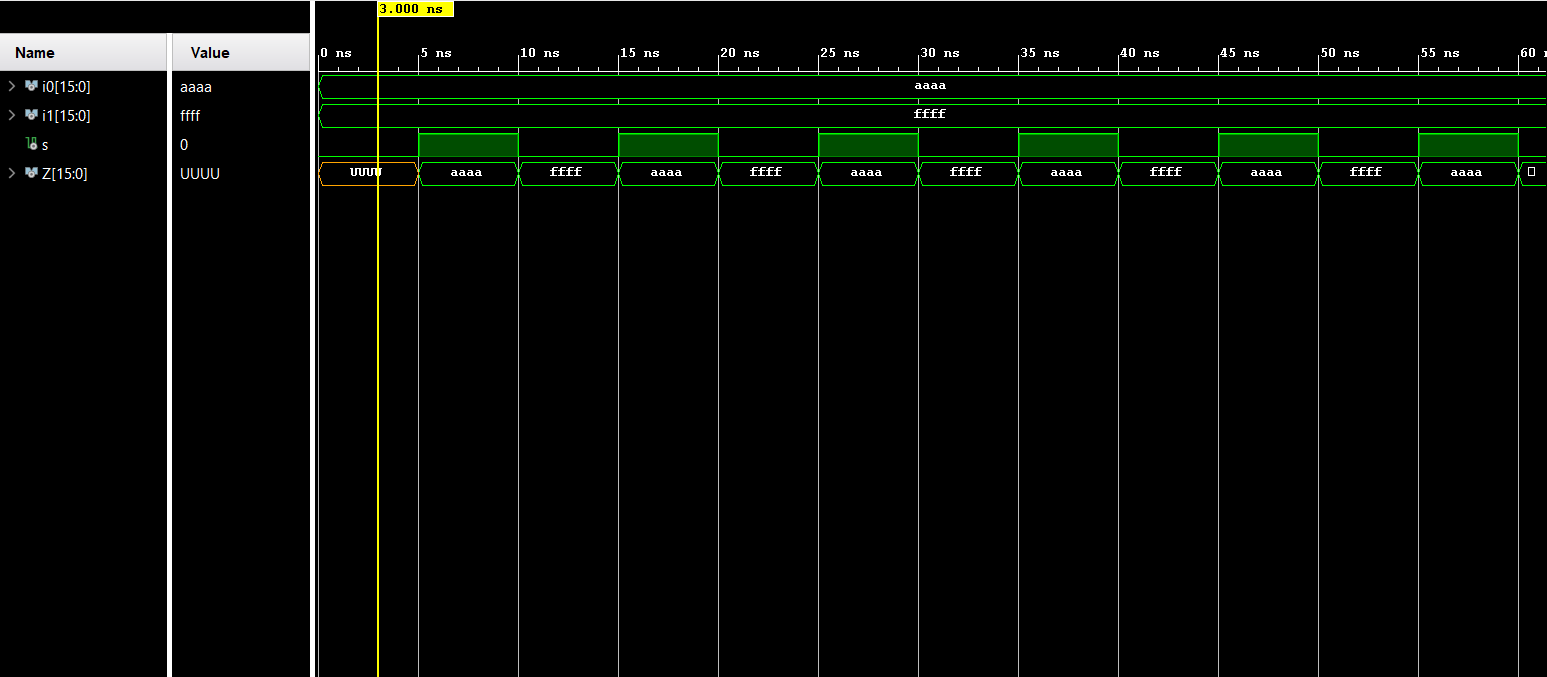 3.000 ns
Name Value
0 ns 5 ns 10 ns 15 ns 20 ns 25 ns 30 ns 35 ns 40 ns 45 ns 50 ns 55 ns 60
i0[15:0] aaaa aaaa
i1[15:0] ffff ffff
s 0
Z[15:0] UUUU UUUU aaaa ffff aaaa ffff aaaa ffff aaaa ffff aaaa ffff aaaa